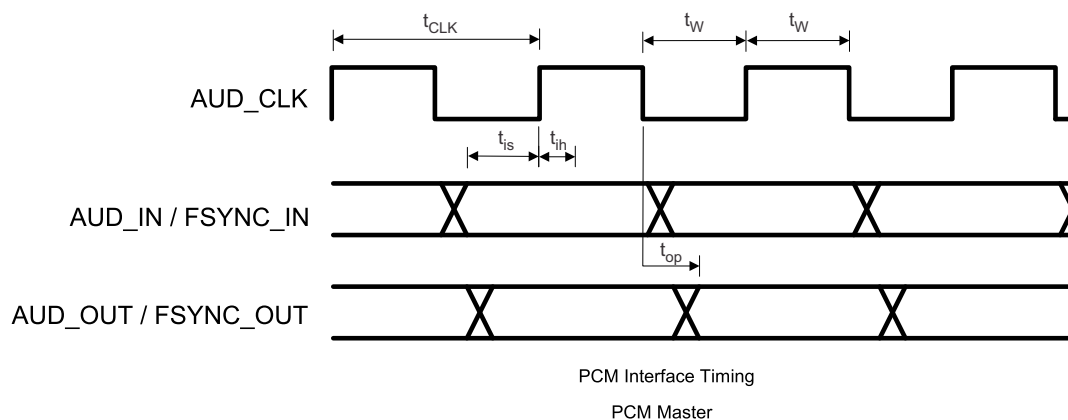 tCLK
tW
tW
AUD_CLK
tis
tih
AUD_IN / FSYNC_IN
top
AUD_OUT / FSYNC_OUT
PCM Interface Timing
PCM Master